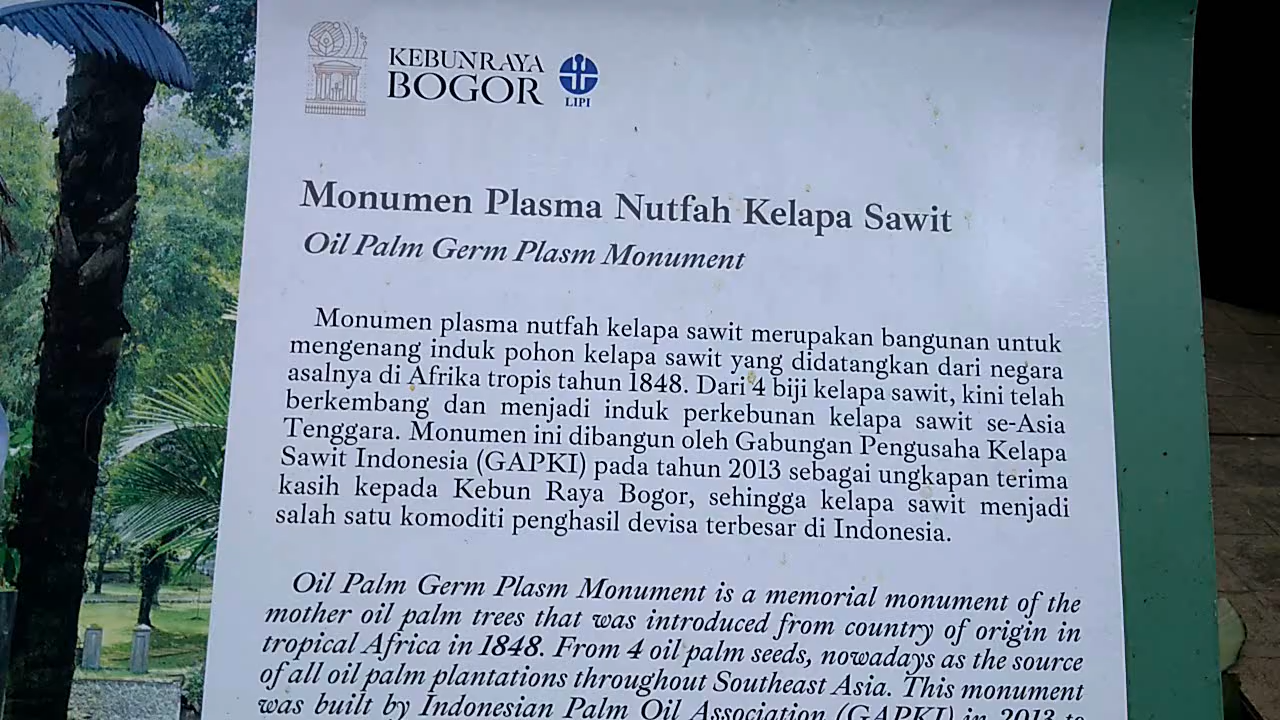 KEBUN RAYA
BOGOR
LIPI
Monumen Plasma Nutfah Kelapa Sawit
Oil Palm Germ Plasm Monument
Monumen plasma nutfah kelapa sawit merupakan bangunan untuk
mengenang induk pohon kelapa sawit yang didatangkan dari negara
asalnya di Afrika tropis tahun 1848. Dari 4 biji kelapa sawit, kini telah
berkembang dan menjadi induk perkebunan kelapa sawit se-Asia
Tenggara. Monumen ini dibangun oleh Gabungan Pengusaha Kelapa
Sawit Indonesia (GAPKI) pada tahun 2013 sebagai ungkapan terima
kasih kepada Kebun Raya Bogor, sehingga kelapa sawit menjadi
salah satu komoditi penghasil devisa terbesar di Indonesia.
Oil Palm Germ Plasm Monument is a memorial monument of the
mother oil palm trees that was introduced from country of origin in
tropical Africa in 1848. From 4 oil palm seeds, nowadays as the source
of all oil palm plantations throughout Southeast Asia. This monument
was built by Indonesian Palm Oil Association (GAPKI) in 2013 to